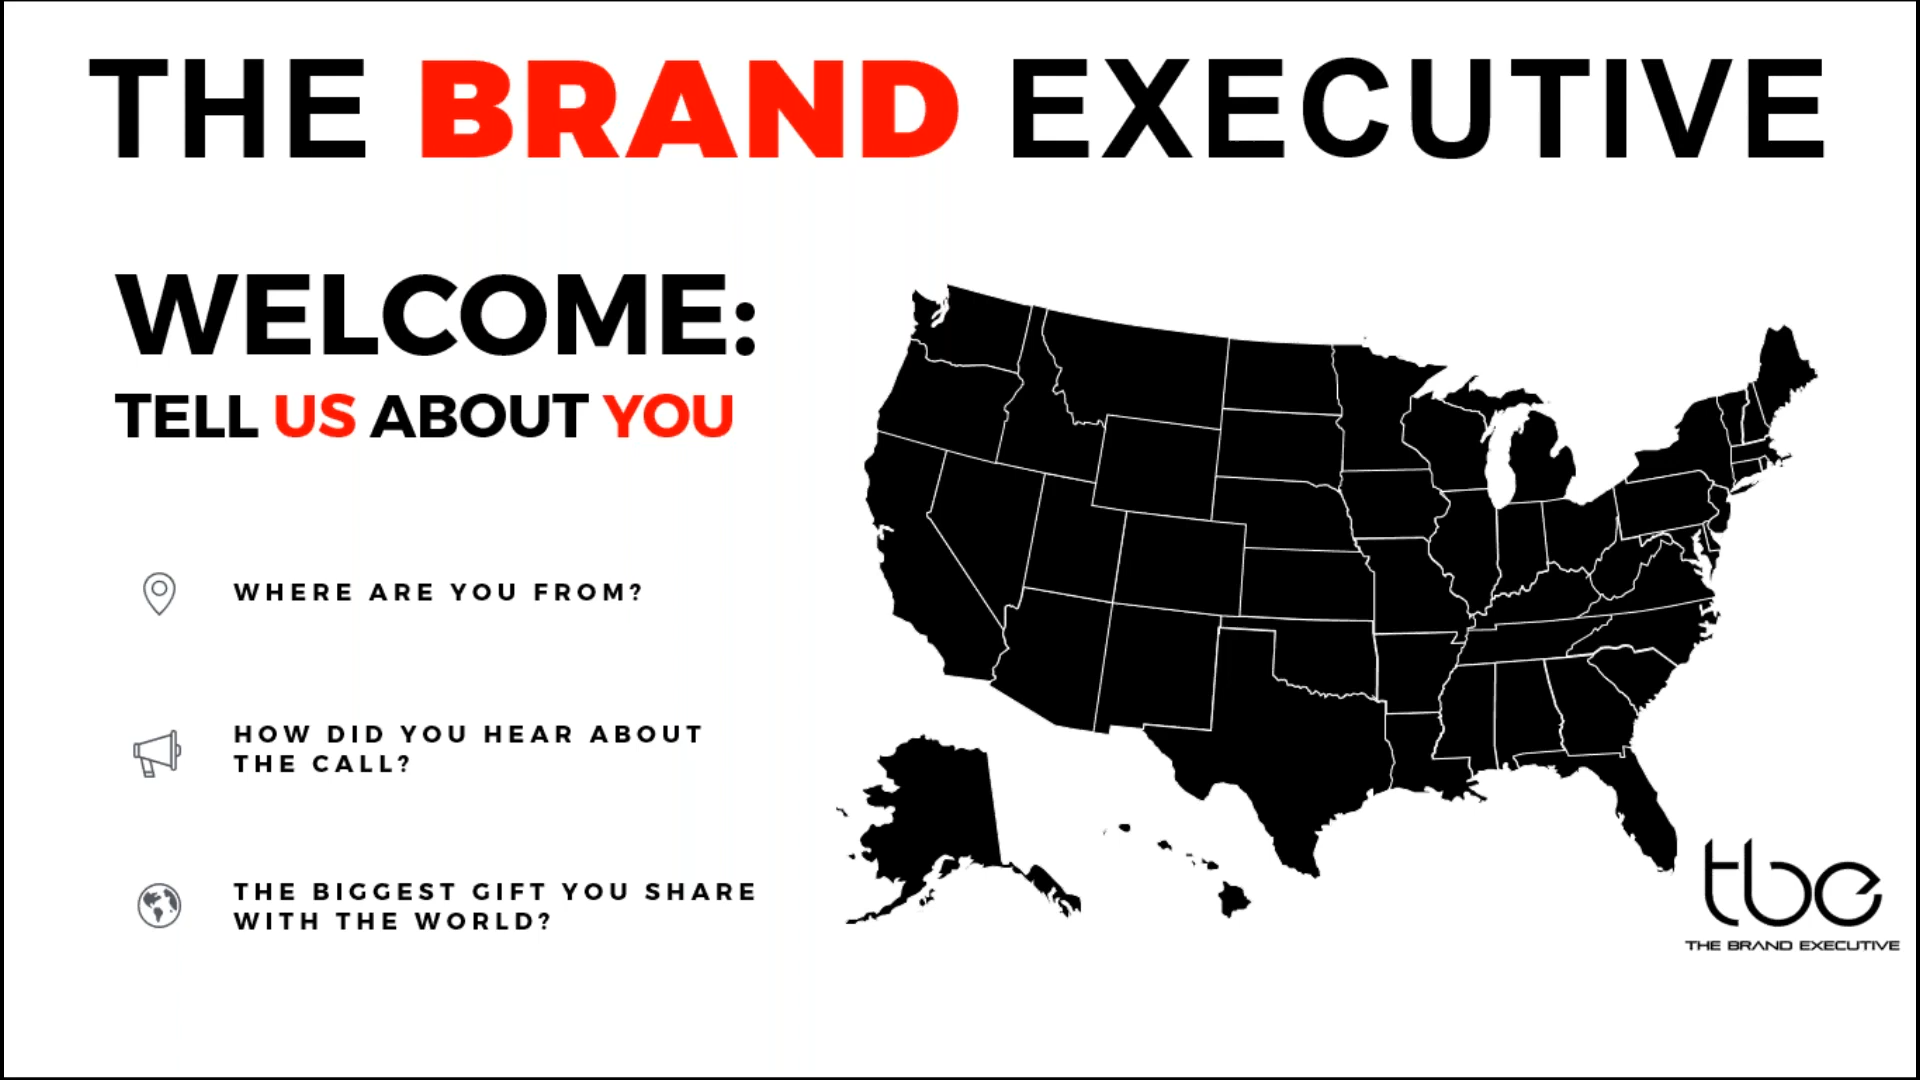 THE BRAND EXECUTIVE
WELCOME:
TELL US ABOUT YOU
WHERE ARE YOU FROM?
HOW DID YOU HEAR ABOUT
THE CALL?
THE BIGGEST GIFT YOU SHARE
WITH THE WORLD?
tbe
THE BRAND EXECUTIVE